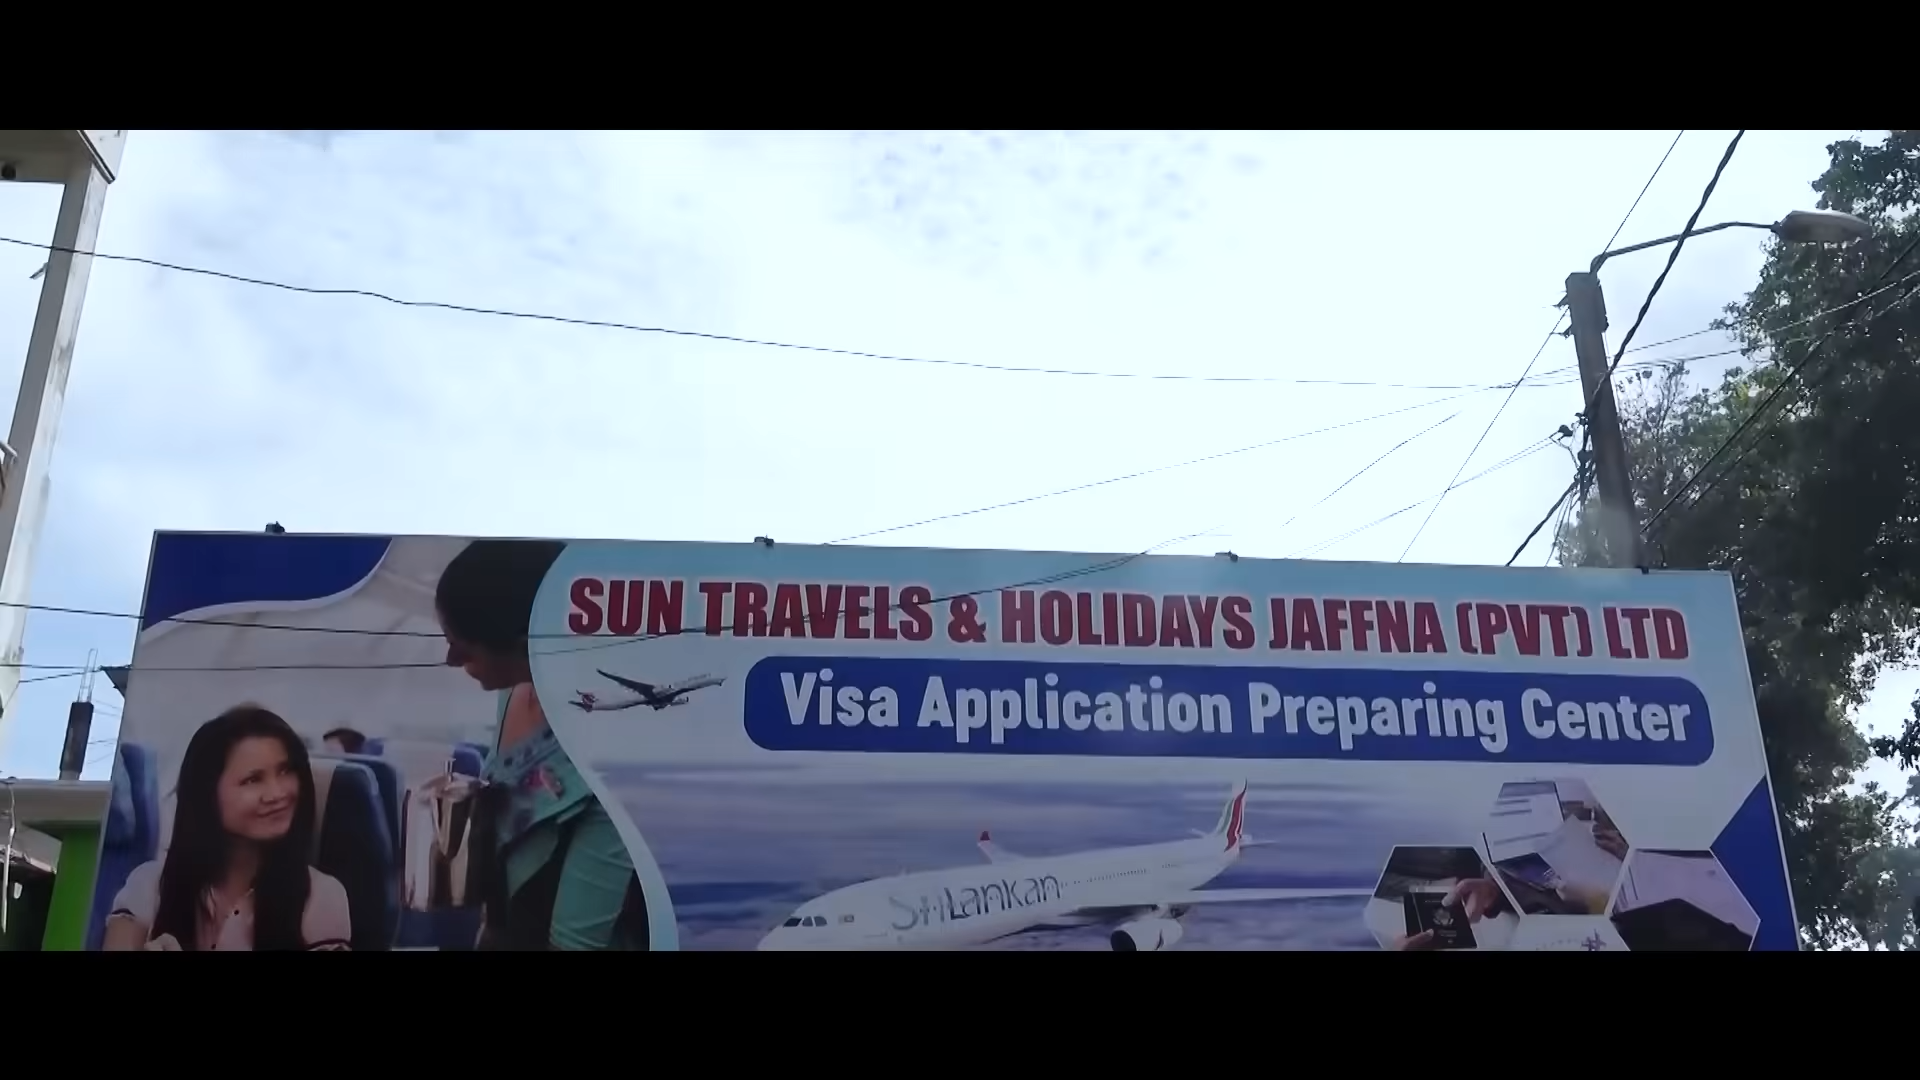 SUN TRAVELS & HOLIDAYS JAFFNA (PVT) LTD
Visa Application Preparing Center
SriLankan